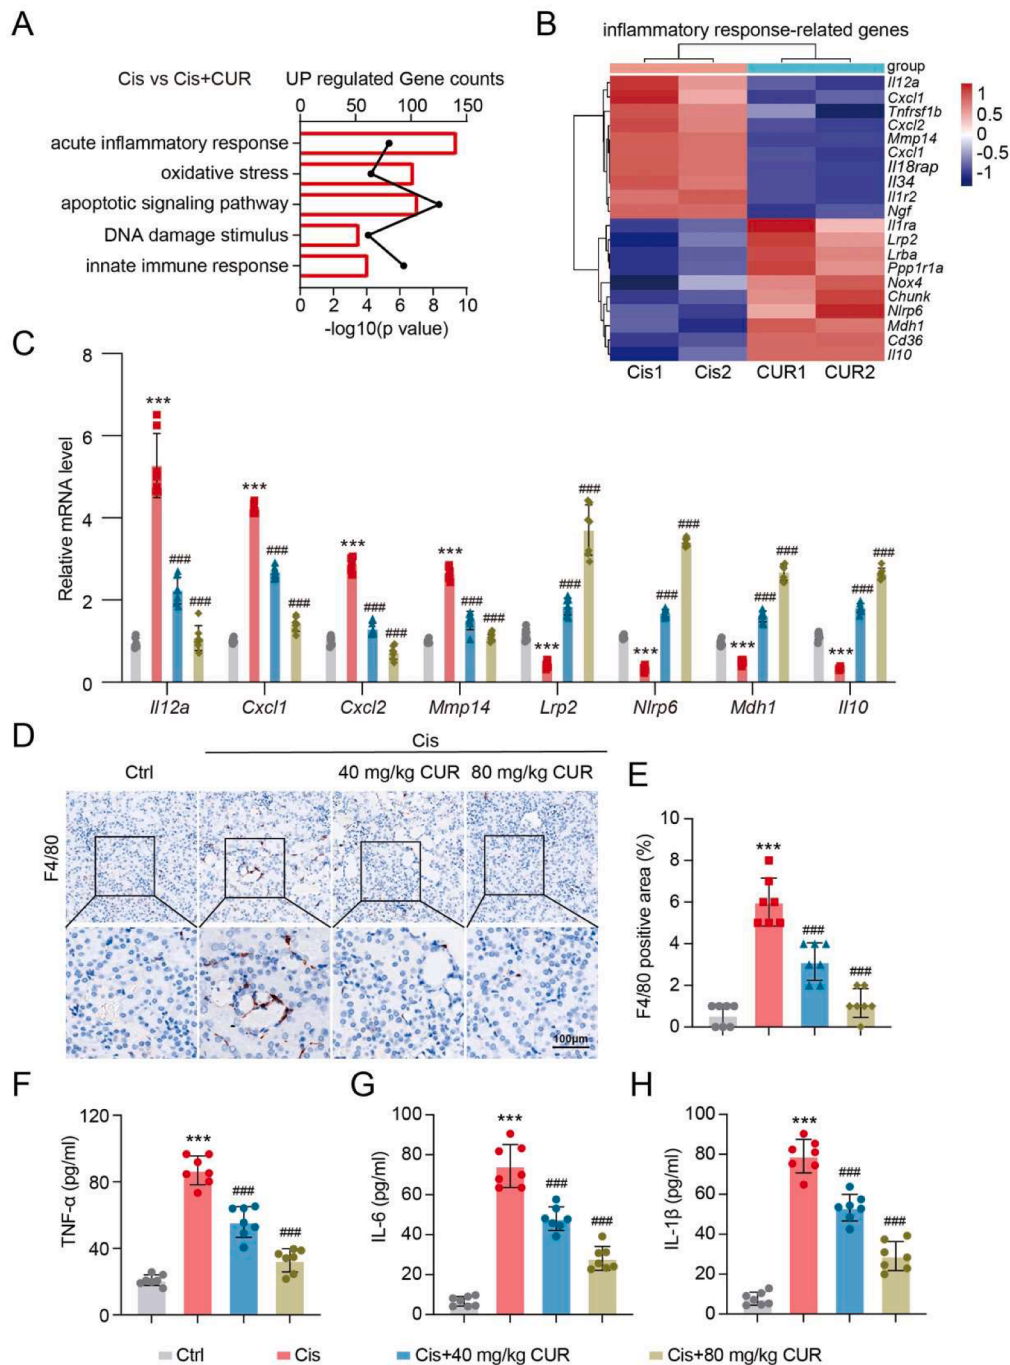 A
Cis vs Cis+CUR
UP regulated Gene counts
0 50 100 150
acute inflammatory response
oxidative stress
apoptotic signaling pathway
DNA damage stimulus
innate immune response
0 2 4 6 8 10
-log10(p value)
B
inflammatory response-related genes
group
Il12a
Cxcl1
Tnfrsf1b
Cxcl2
Mmp14
Cxcl1
Il18rap
Il34
Il1r2
Ngf
Il1ra
Lrp2
Lrba
Ppp1r1a
Nox4
Chunk
Nlrp6
Mdh1
Cd36
Il10
1
0.5
0
-0.5
-1
Cis1 Cis2 CUR1 CUR2
C
Relative mRNA level
8
6
4
2
0
*** ### ###
*** ### ###
*** ### ###
*** ### ###
*** ### ###
*** ### ###
*** ### ###
*** ### ###
Il12a Cxcl1 Cxcl2 Mmp14 Lrp2 Nlrp6 Mdh1 Il10
D
Cis
Ctrl 40 mg/kg CUR 80 mg/kg CUR
F4/80
100μm
E
F4/80 positive area (%)
10
8
6
4
2
0
*** ### ###
F
TNF-α (pg/ml)
120
80
40
0
*** ### ###
G
IL-6 (pg/ml)
100
80
60
40
20
0
*** ### ###
H
IL-1β (pg/ml)
100
80
60
40
20
0
*** ### ###
Ctrl Cis Cis+40 mg/kg CUR Cis+80 mg/kg CUR